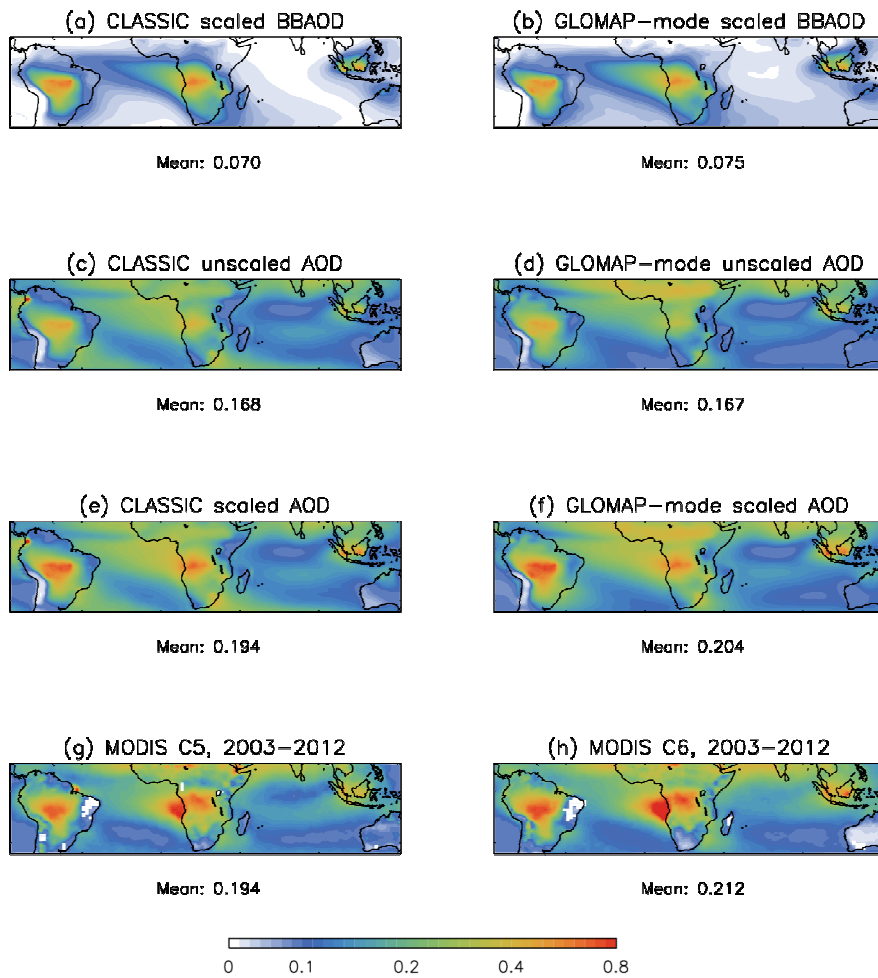 (a) CLASSIC scaled BBAOD
(b) GLOMAP-mode scaled BBAOD
Mean: 0.070
Mean: 0.075
(c) CLASSIC unscaled AOD
(d) GLOMAP-mode unscaled AOD
Mean: 0.168
Mean: 0.167
(e) CLASSIC scaled AOD
(f) GLOMAP-mode scaled AOD
Mean: 0.194
Mean: 0.204
(g) MODIS C5, 2003-2012
(h) MODIS C6, 2003-2012
Mean: 0.194
Mean: 0.212
0 0.1 0.2 0.4 0.8